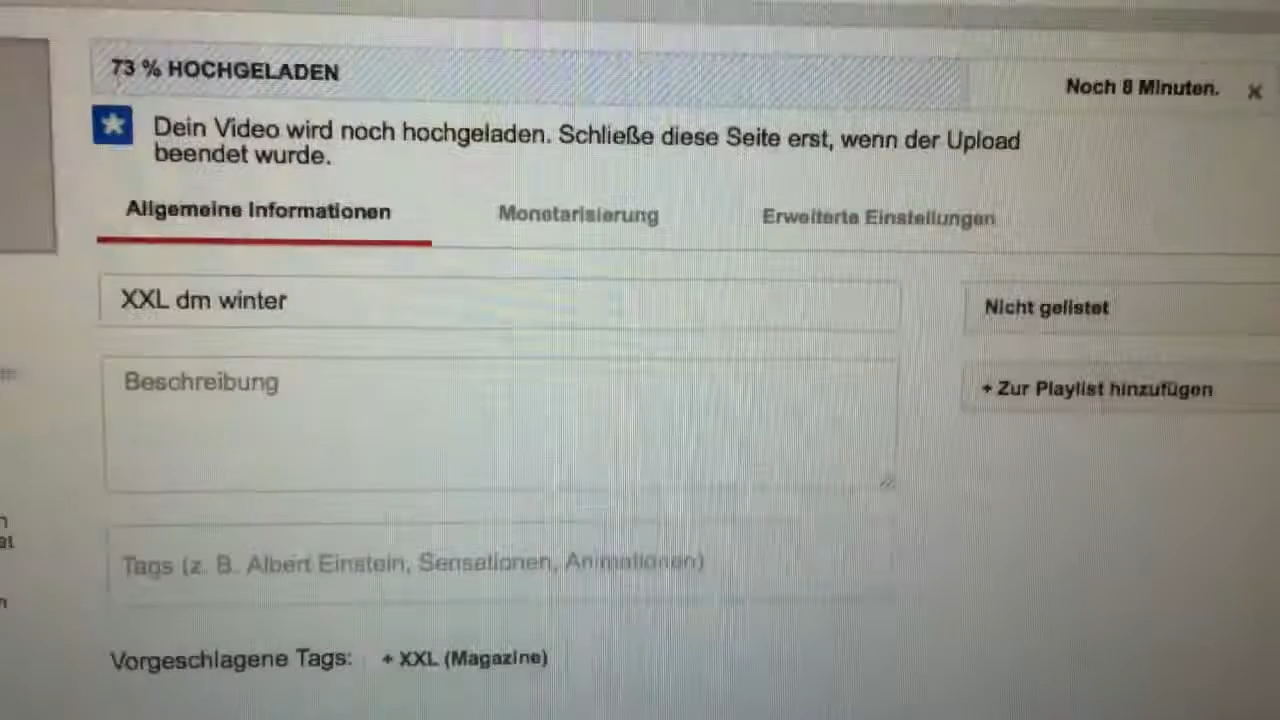 73 % HOCHGELADEN
Noch 8 Minuten.
Dein Video wird noch hochgeladen. Schließe diese Seite erst, wenn der Upload
beendet wurde.
Allgemeine Informationen
Monetarisierung
Erweiterte Einstellungen
XXL dm winter
Nicht gelistet
Beschreibung
+ Zur Playlist hinzufügen
Tags (z. B. Albert Einstein, Sensationen, Animationen)
Vorgeschlagene Tags: + XXL (Magazine)